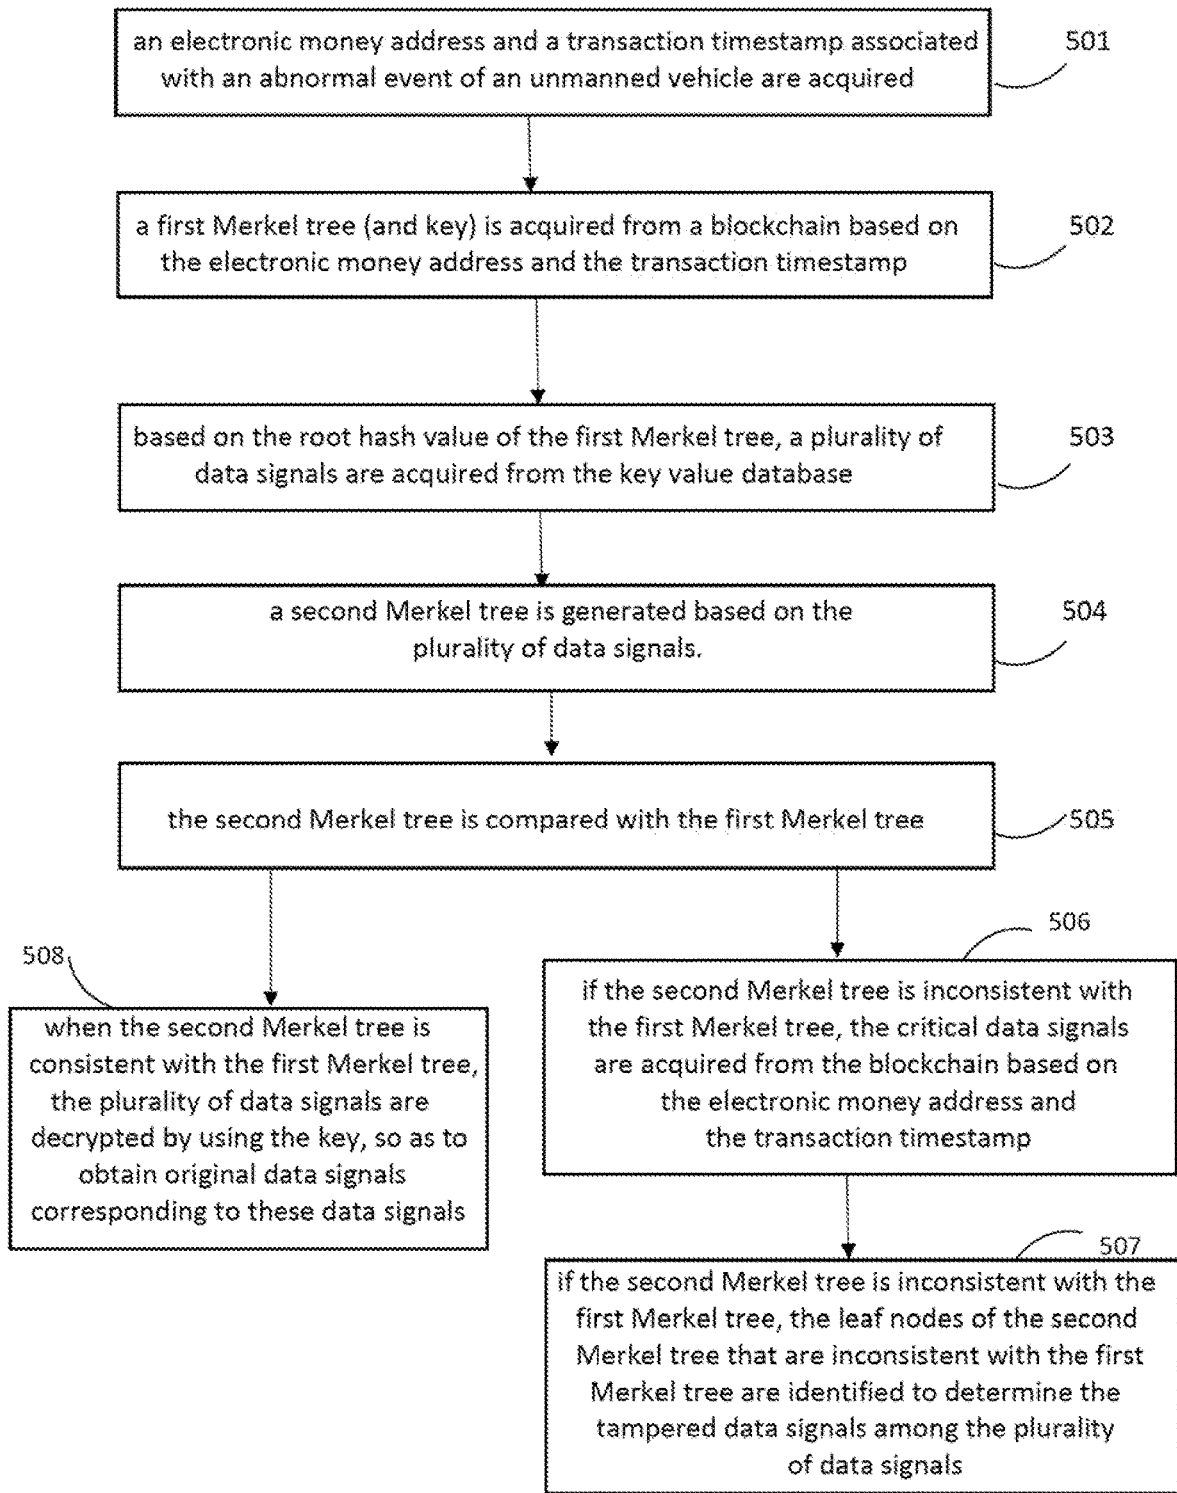 an electronic money address and a transaction timestamp associated
with an abnormal event of an unmanned vehicle are acquired
501
a first Merkel tree (and key) is acquired from a blockchain based on
the electronic money address and the transaction timestamp
502
based on the root hash value of the first Merkel tree, a plurality of
data signals are acquired from the key value database
503
a second Merkel tree is generated based on the
plurality of data signals.
504
the second Merkel tree is compared with the first Merkel tree
505
508
when the second Merkel tree is
consistent with the first Merkel tree,
the plurality of data signals are
decrypted by using the key, so as to
obtain original data signals
corresponding to these data signals
506
if the second Merkel tree is inconsistent with
the first Merkel tree, the critical data signals
are acquired from the blockchain based on
the electronic money address and
the transaction timestamp
507
if the second Merkel tree is inconsistent with the
first Merkel tree, the leaf nodes of the second
Merkel tree that are inconsistent with the first
Merkel tree are identified to determine the
tampered data signals among the plurality
of data signals